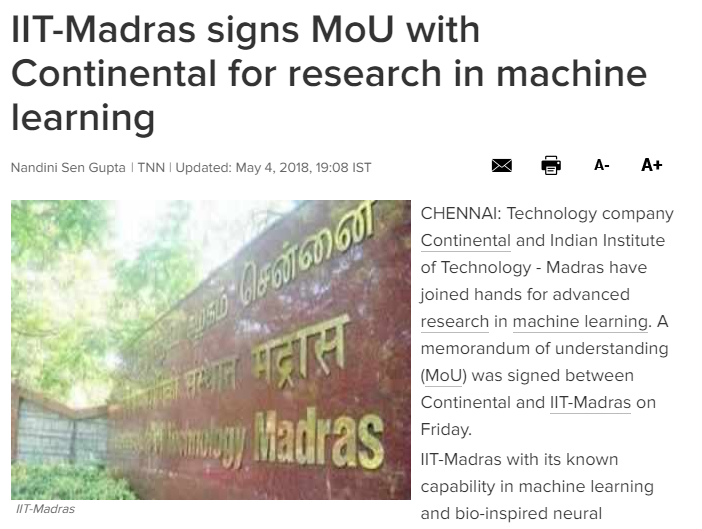 IIT-Madras signs MoU with
Continental for research in machine
learning
Nandini Sen Gupta | TNN | Updated: May 4, 2018, 19:08 IST
A-
A+
சென்னை
संस्थान मद्रास
Technology Madras
IIT-Madras
CHENNAI: Technology company
Continental and Indian Institute
of Technology - Madras have
joined hands for advanced
research in machine learning. A
memorandum of understanding
(MoU) was signed between
Continental and IIT-Madras on
Friday.
IIT-Madras with its known
capability in machine learning
and bio-inspired neural